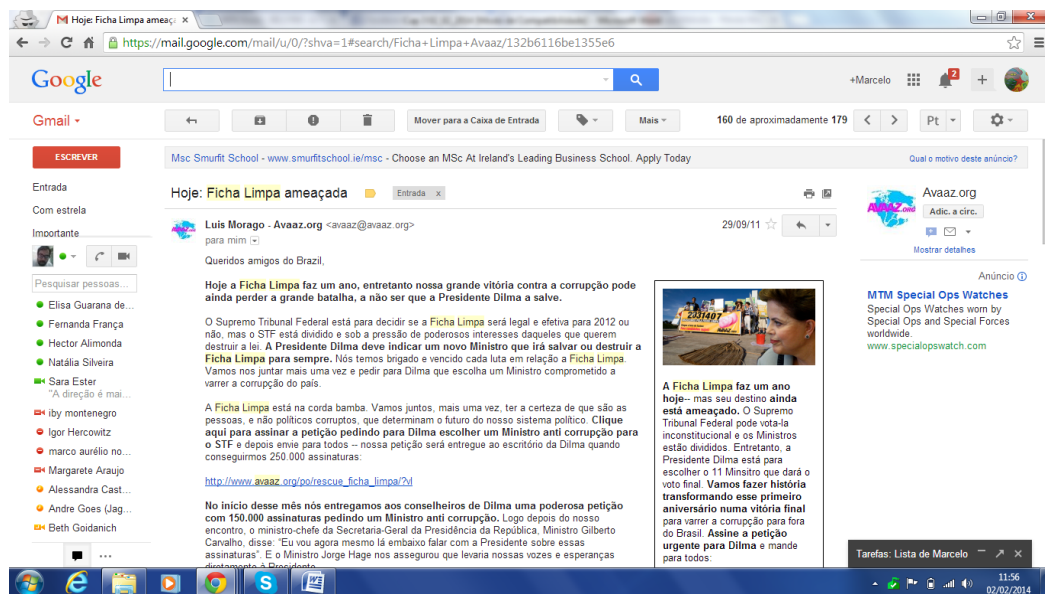 Hoje: Ficha Limpa ameaç ×
https://mail.google.com/mail/u/0/?shva=1#search/Ficha+Limpa+Avaaz/132b6116be1355e6
Google
+Marcelo
2
Gmail
Mover para a Caixa de Entrada
Mais
160 de aproximadamente 179
Pt
ESCREVER
Msc Smurfit School - www.smurfitschool.ie/msc - Choose an MSc At Ireland's Leading Business School. Apply Today
Qual o motivo deste anúncio?
Entrada
Com estrela
Importante
Pesquisar pessoas...
Elisa Guarana de...
Fernanda França
Hector Alimonda
Natália Silveira
Sara Ester
"A direção é mai...
iby montenegro
Igor Hercowitz
marco aurélio no...
Margarete Araujo
Alessandra Cast...
Andre Goes (Jag...
Beth Goidanich
Hoje: Ficha Limpa ameaçada
Entrada x
Luis Morago - Avaaz.org <avaaz@avaaz.org>
29/09/11
para mim
Queridos amigos do Brazil,
Hoje a Ficha Limpa faz um ano, entretanto nossa grande vitória contra a corrupção pode
ainda perder a grande batalha, a não ser que a Presidente Dilma a salve.
O Supremo Tribunal Federal está para decidir se a Ficha Limpa será legal e efetiva para 2012 ou
não, mas o STF está dividido e sob a pressão de poderosos interesses daqueles que querem
destruir a lei. A Presidente Dilma deve indicar um novo Ministro que irá salvar ou destruir a
Ficha Limpa para sempre. Nós temos brigado e vencido cada luta em relação a Ficha Limpa.
Vamos nos juntar mais uma vez e pedir para Dilma que escolha um Ministro comprometido a
varrer a corrupção do país.
A Ficha Limpa está na corda bamba. Vamos juntos, mais uma vez, ter a certeza de que são as
pessoas, e não políticos corruptos, que determinam o futuro do nosso sistema político. Clique
aqui para assinar a petição pedindo para Dilma escolher um Ministro anti corrupção para
o STF e depois envie para todos -- nossa petição será entregue ao escritório da Dilma quando
conseguirmos 250.000 assinaturas:
http://www.avaaz.org/po/rescue_ficha_limpa/?vl
No início desse mês nós entregamos aos conselheiros de Dilma uma poderosa petição
com 150.000 assinaturas pedindo um Ministro anti corrupção. Logo depois do nosso
encontro, o ministro-chefe da Secretaria-Geral da Presidência da República, Ministro Gilberto
Carvalho, disse: "Eu vou agora mesmo lá embaixo falar com a Presidente sobre essas
assinaturas". E o Ministro Jorge Hage nos assegurou que levaria nossas vozes e esperanças
diretamente à Presidente
2031407
A Ficha Limpa faz um ano
hoje-- mas seu destino ainda
está ameaçado. O Supremo
Tribunal Federal pode vota-la
inconstitucional e os Ministros
estão divididos. Entretanto, a
Presidente Dilma está para
escolher o 11 Minsitro que dará o
voto final. Vamos fazer história
transformando esse primeiro
aniversário numa vitória final
para varrer a corrupção para fora
do Brasil. Assine a petição
urgente para Dilma e mande
para todos:
AVAAZ.ORG
Avaaz.org
Adic. a circ.
Mostrar detalhes
Anúncio
MTM Special Ops Watches
Special Ops Watches worn by
Special Ops and Special Forces
worldwide.
www.specialopswatch.com
Tarefas: Lista de Marcelo
11:56
02/02/2014